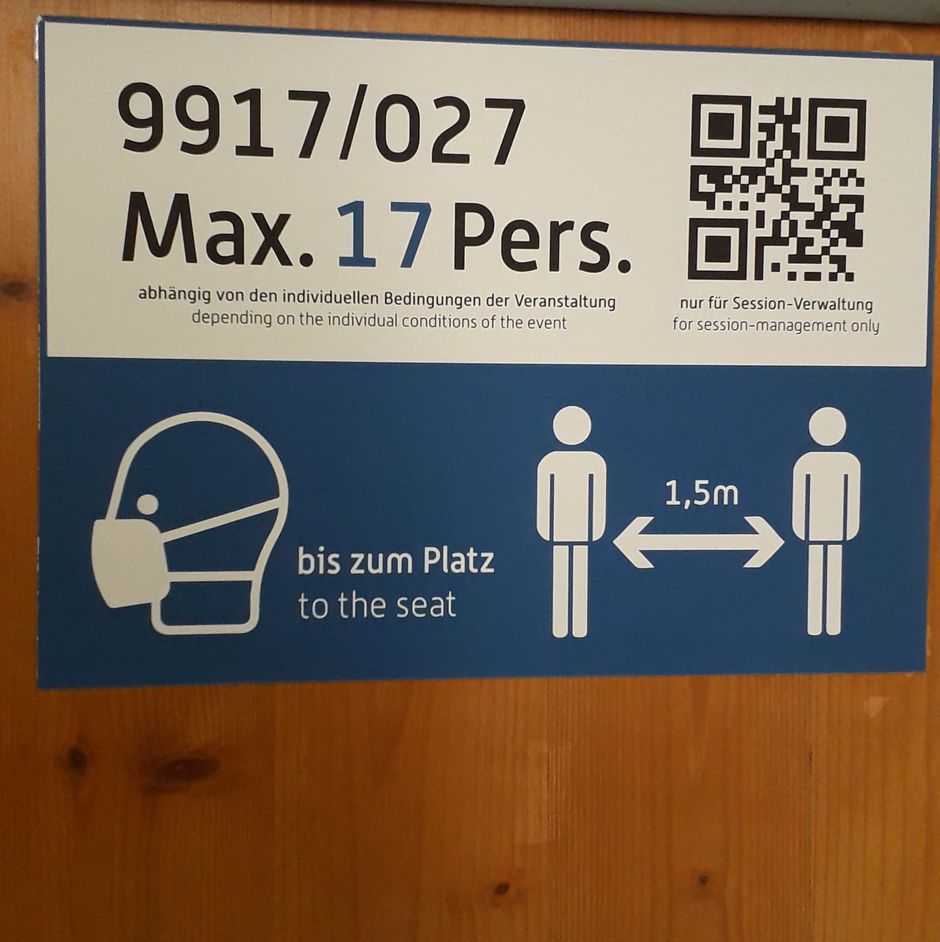 9917/027
Max. 17 Pers.
abhängig von den individuellen Bedingungen der Veranstaltung
depending on the individual conditions of the event
nur für Session-Verwaltung
for session-management only
1,5m
bis zum Platz
to the seat